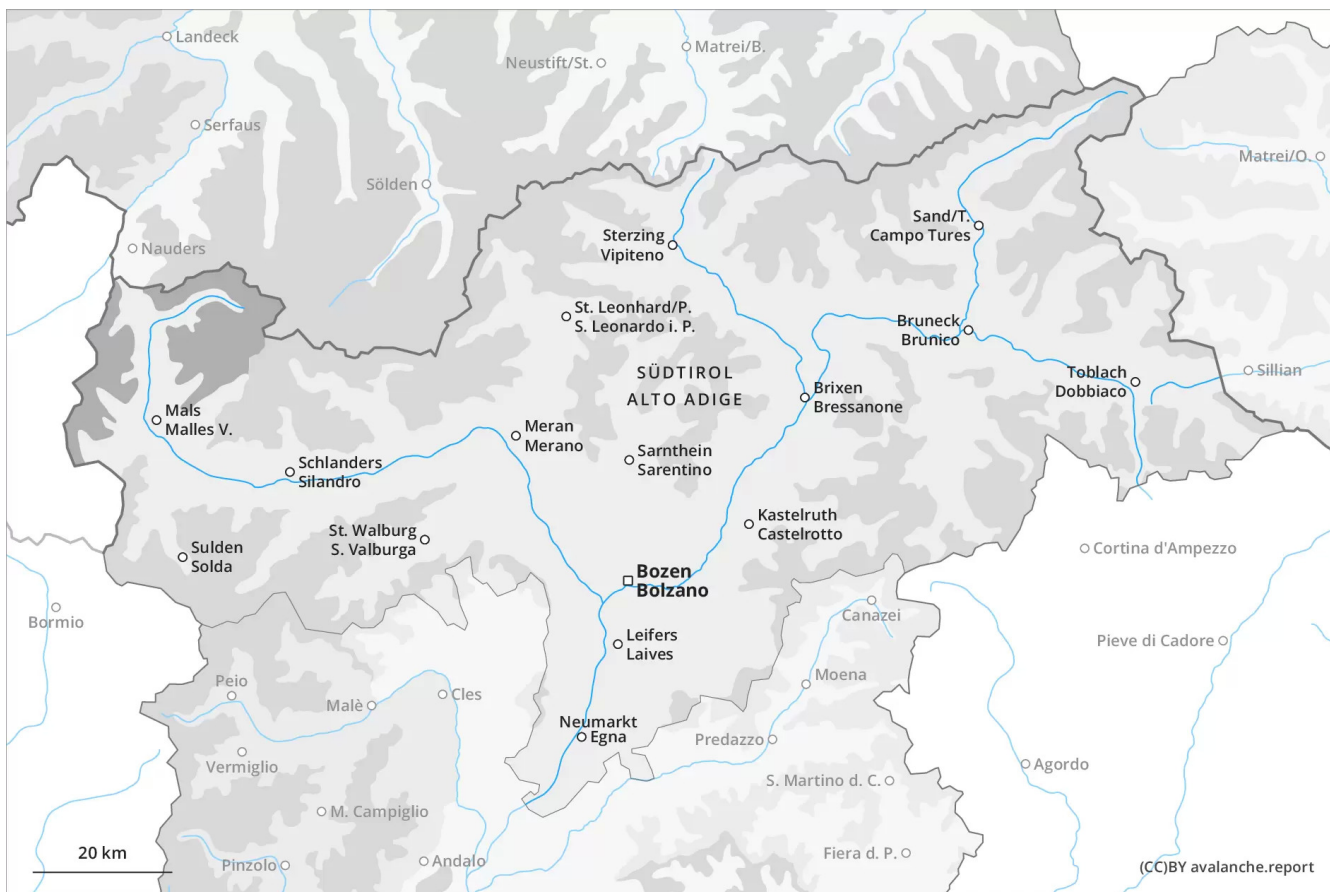 Landeck
Matrei/B.
Neustift/St.
Serfaus
Matrei/O.
Sölden
Sand/T.
Campo Tures
Sterzing
Vipiteno
Nauders
St. Leonhard/P.
S. Leonardo i. P.
Bruneck
Brunico
SÜDTIROL
ALTO ADIGE
Toblach
Dobbiaco
Sillian
Brixen
Bressanone
Mals
Malles V.
Meran
Merano
Sarnthein
Sarentino
Schlanders
Silandro
Kastelruth
Castelrotto
St. Walburg
S. Valburga
Sulden
Solda
Cortina d'Ampezzo
Bozen
Bolzano
Bormio
Canazei
Leifers
Laives
Pieve di Cadore
Peio
Moena
Cles
Malè
Neumarkt
Egna
Predazzo
Vermiglio
Agordo
S. Martino d. C.
M. Campiglio
20 km
Pinzolo
Andalo
Fiera d. P.
(CC)BY avalanche.report